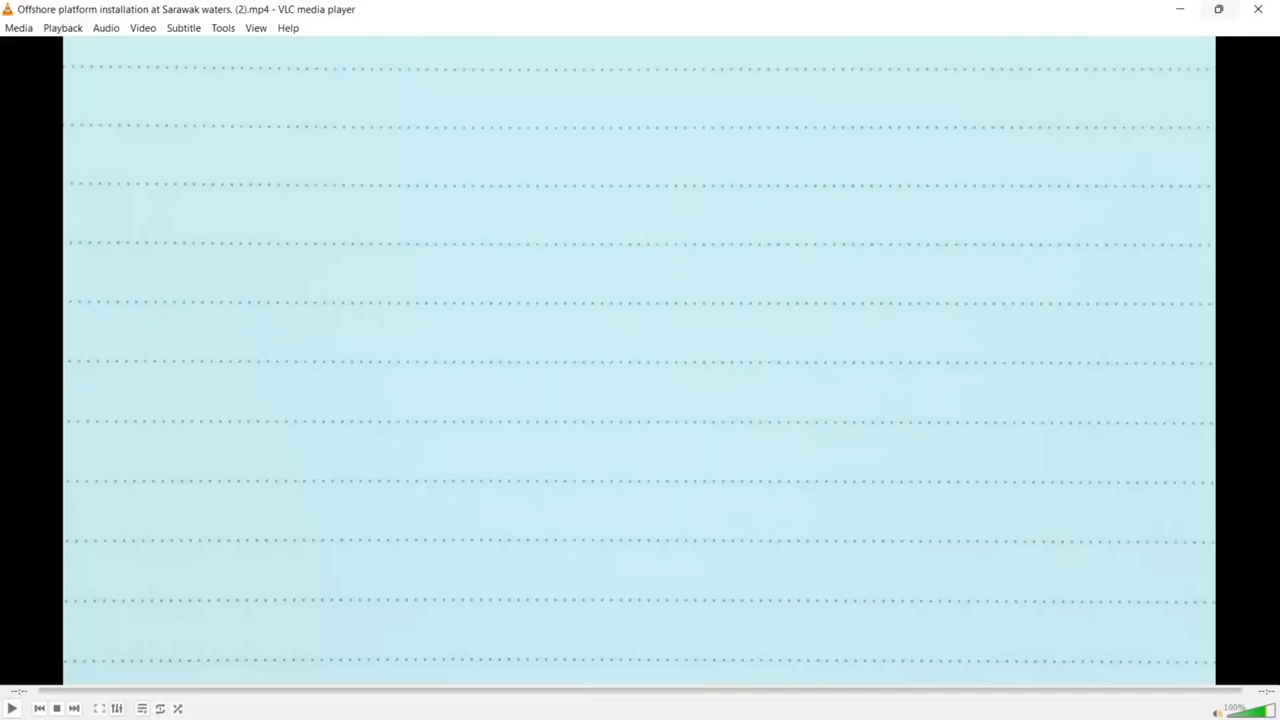 Offshore platform installation at Sarawak waters. (2).mp4 - VLC media player
Media Playback Audio Video Subtitle Tools View Help
--:-- --:--
100%